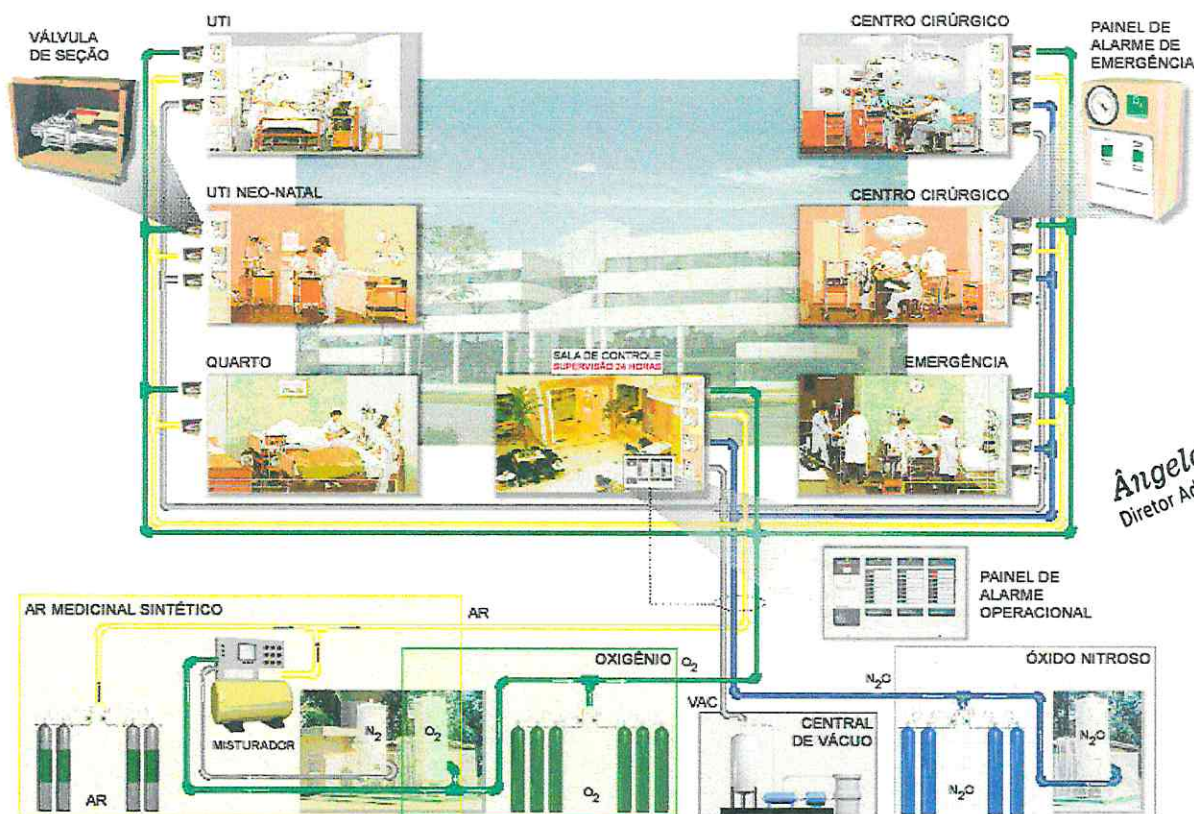 UTI
CENTRO CIRÚRGICO
VÁLVULA
DE SEÇÃO
PAINEL DE
ALARME DE
EMERGÊNCIA
UTI NEO-NATAL
CENTRO CIRÚRGICO
QUARTO
SALA DE CONTROLE
SUPERVISÃO 24 HORAS
EMERGÊNCIA
Ângelo
Diretor Ad
PAINEL DE
ALARME
OPERACIONAL
AR MEDICINAL SINTÉTICO
AR
OXIGÊNIO
O₂
ÓXIDO NITROSO
N₂O
VAC
CENTRAL
DE VÁCUO
MISTURADOR
N₂
O₂
N₂O
AR
O₂
N₂O